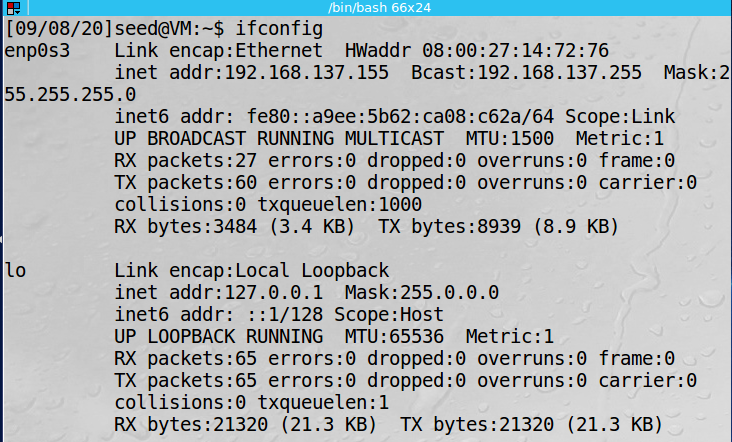 /bin/bash 66x24
[09/08/20]seed@VM:~$ ifconfig
enp0s3    Link encap:Ethernet  HWaddr 08:00:27:14:72:76
          inet addr:192.168.137.155  Bcast:192.168.137.255  Mask:2
55.255.255.0
          inet6 addr: fe80::a9ee:5b62:ca08:c62a/64 Scope:Link
          UP BROADCAST RUNNING MULTICAST  MTU:1500  Metric:1
          RX packets:27 errors:0 dropped:0 overruns:0 frame:0
          TX packets:60 errors:0 dropped:0 overruns:0 carrier:0
          collisions:0 txqueuelen:1000
          RX bytes:3484 (3.4 KB)  TX bytes:8939 (8.9 KB)

lo        Link encap:Local Loopback
          inet addr:127.0.0.1  Mask:255.0.0.0
          inet6 addr: ::1/128 Scope:Host
          UP LOOPBACK RUNNING  MTU:65536  Metric:1
          RX packets:65 errors:0 dropped:0 overruns:0 frame:0
          TX packets:65 errors:0 dropped:0 overruns:0 carrier:0
          collisions:0 txqueuelen:1
          RX bytes:21320 (21.3 KB)  TX bytes:21320 (21.3 KB)